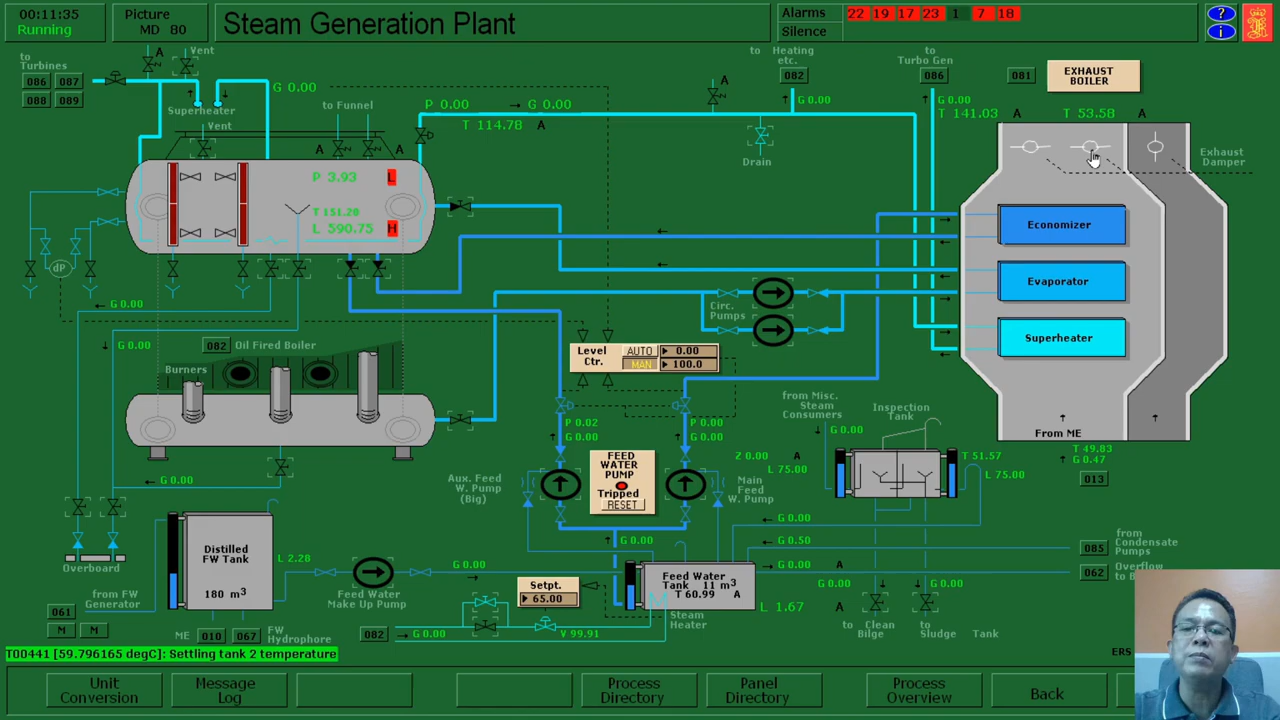 00:11:35
Running
Picture
MD 80
Steam Generation Plant
Alarms
22 19 17 23 1 7 18
Silence
?
i
to
Turbines
086 087
088 089
A
Vent
Superheater
G 0.00
Vent
to Funnel
A
A
P 0.00
G 0.00
T 114.78 A
A
to
Heating
etc.
082
G 0.00
Drain
to
Turbo Gen
086
G 0.00
081
EXHAUST
BOILER
T 141.03 A
T 53.58 A
Exhaust
Damper
P 3.93 L
T 151.20
L 590.75 H
Economizer
Evaporator
Superheater
dP
G 0.00
G 0.00
082
Oil Fired Boiler
Burners
Circ.
Pumps
Level
Ctr.
AUTO
MAN
0.00
100.0
from Misc.
Steam
Consumers
G 0.00
Inspection
Tank
T 51.57
L 75.00
From ME
T 49.83
G 0.47
013
P 0.02
G 0.00
P 0.00
G 0.00
Z 0.00 A
L 75.00
Aux. Feed
W. Pump
(Big)
FEED
WATER
PUMP
Tripped
RESET
Main
Feed
W. Pump
G 0.00
Overboard
Distilled
FW Tank
180 m³
L 2.28
from FW
Generator
061
M M
ME
010
067
FW
Hydrophore
Feed Water
Make Up Pump
G 0.00
G 0.00
G 0.00
G 0.50
G 0.00 A
from
Condensate
Pumps
085
062
Overflow
Setpt.
65.00
Feed Water
Tank 11 m³
T 60.99 A
L 1.67 A
Steam
Heater
082
G 0.00
V 99.91
G 0.00
G 0.00
to
Clean
Bilge
to
Sludge Tank
T00441 [59.796165 degC]: Settling tank 2 temperature
ERS
Unit
Conversion
Message
Log
Process
Directory
Panel
Directory
Process
Overview
Back